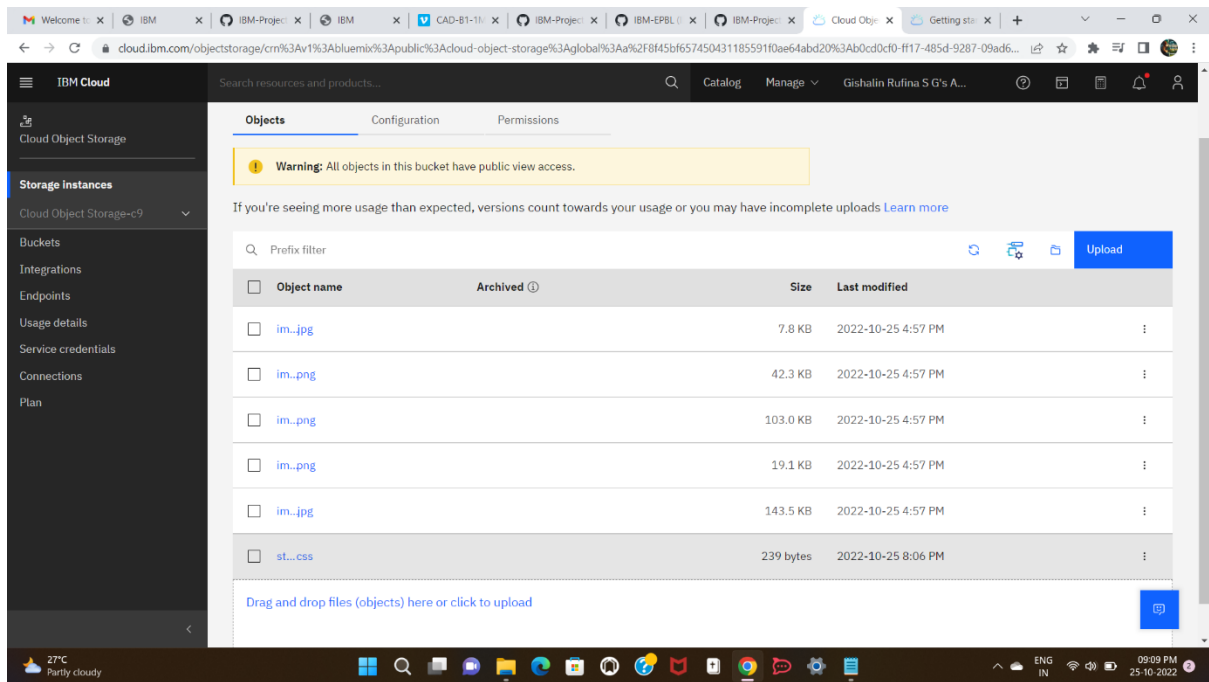 Welcome to IBM IBM-Project IBM CAD-B1-1M IBM-Project IBM-EPBL ( IBM-Project Cloud Obje Getting sta
cloud.ibm.com/objectstorage/crn%3Av1%3Abluemix%3Apublic%3Acloud-object-storage%3Aglobal%3Aa%2F8f45bf657450431185591f0ae64abd20%3Ab0cd0cf0-ff17-485d-9287-09ad6...
IBM Cloud Search resources and products... Catalog Manage Gishalin Rufina S G's A...
Cloud Object Storage
Storage instances
Cloud Object Storage-c9
Buckets
Integrations
Endpoints
Usage details
Service credentials
Connections
Plan
Objects Configuration Permissions
Warning: All objects in this bucket have public view access.
If you're seeing more usage than expected, versions count towards your usage or you may have incomplete uploads Learn more
Prefix filter Upload
Object name Archived Size Last modified
im...jpg 7.8 KB 2022-10-25 4:57 PM
im...png 42.3 KB 2022-10-25 4:57 PM
im...png 103.0 KB 2022-10-25 4:57 PM
im...png 19.1 KB 2022-10-25 4:57 PM
im...jpg 143.5 KB 2022-10-25 4:57 PM
st...css 239 bytes 2022-10-25 8:06 PM
Drag and drop files (objects) here or click to upload
27°C
Partly cloudy
ENG
IN
09:09 PM
25-10-2022
2